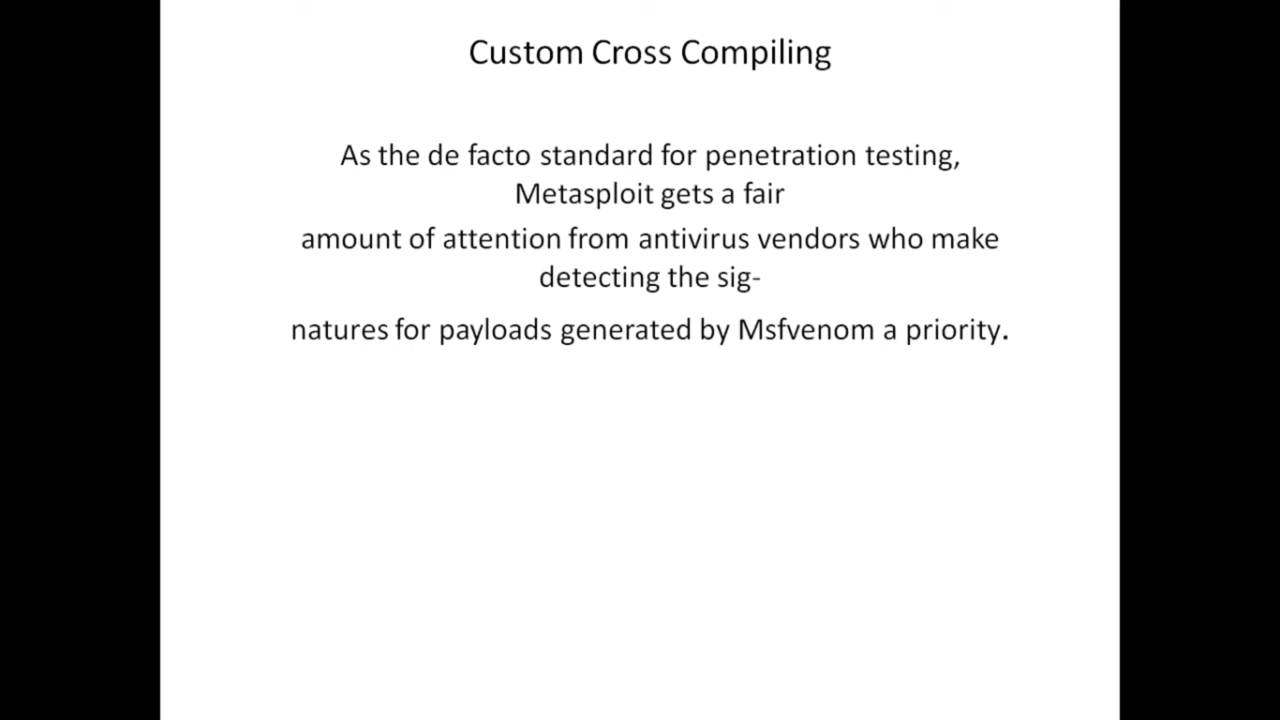 Custom Cross Compiling
As the de facto standard for penetration testing,
Metasploit gets a fair
amount of attention from antivirus vendors who make
detecting the sig-
natures for payloads generated by Msfvenom a priority.